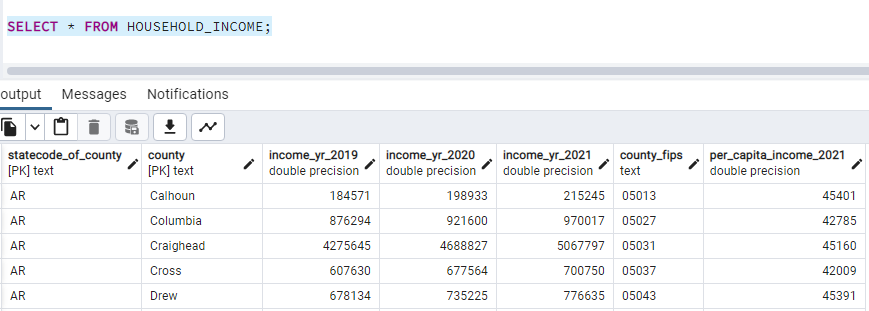 SELECT * FROM HOUSEHOLD_INCOME;
output Messages Notifications
statecode_of_county county income_yr_2019 income_yr_2020 income_yr_2021 county_fips per_capita_income_2021
[PK] text [PK] text double precision double precision double precision text double precision
AR Calhoun 184571 198933 215245 05013 45401
AR Columbia 876294 921600 970017 05027 42785
AR Craighead 4275645 4688827 5067797 05031 45160
AR Cross 607630 677564 700750 05037 42009
AR Drew 678134 735225 776635 05043 45391